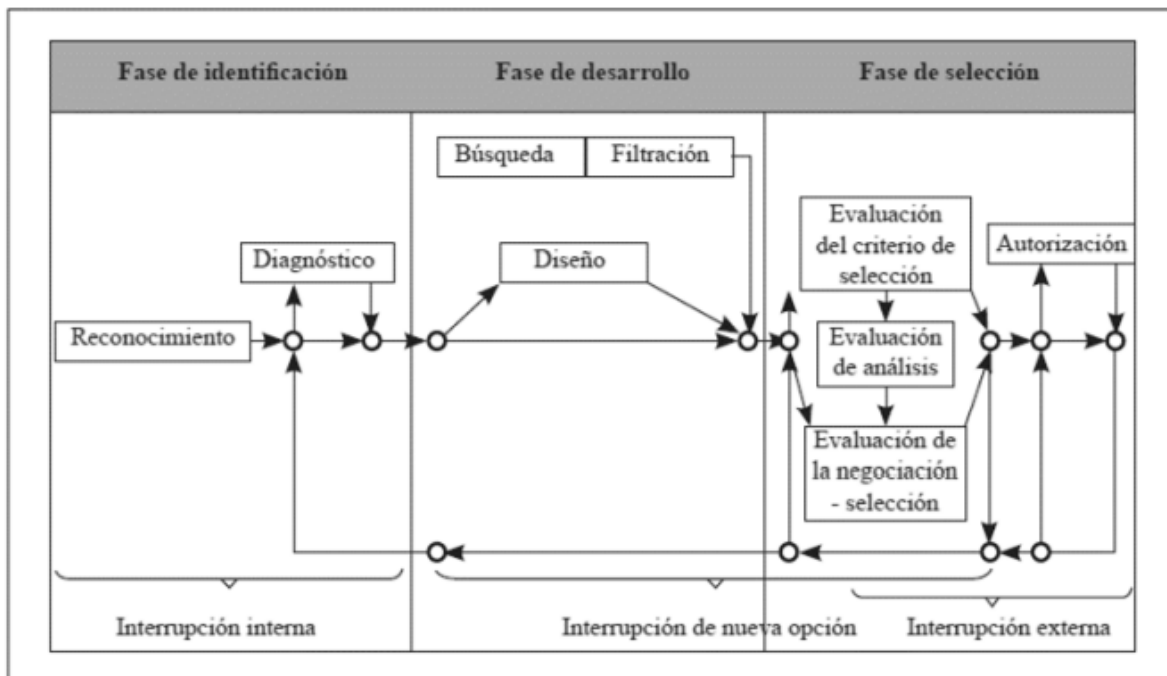 Fase de identificación
Fase de desarrollo
Fase de selección
Búsqueda
Filtración
Evaluación
del criterio de
selección
Autorización
Diagnóstico
Diseño
Reconocimiento
Evaluación
de análisis
Evaluación de
la negociación
- selección
Interrupción interna
Interrupción de nueva opción
Interrupción externa